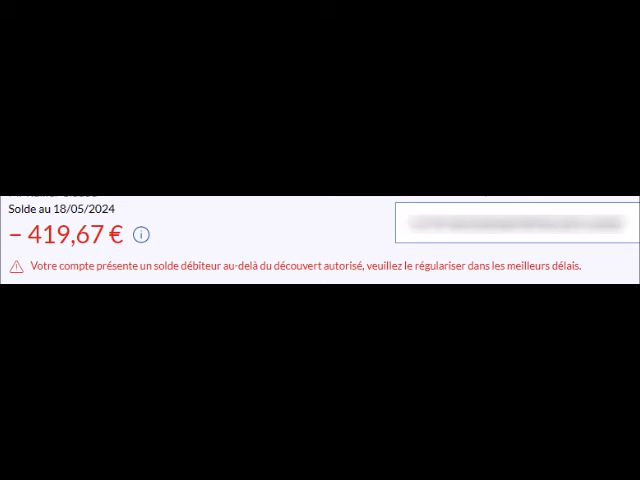 Solde au 18/05/2024
– 419,67 €
Votre compte présente un solde débiteur au-delà du découvert autorisé, veuillez le régulariser dans les meilleurs délais.